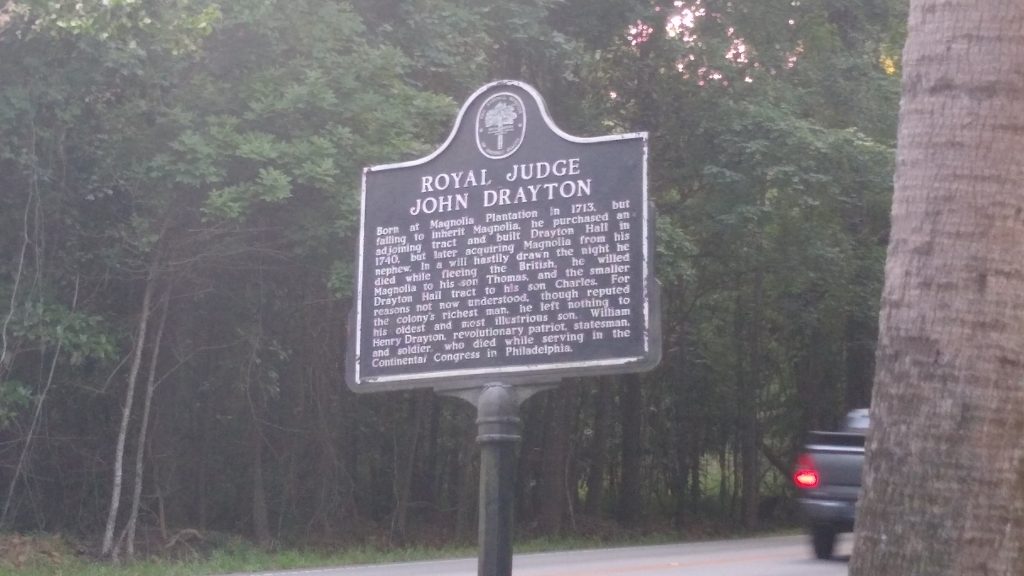 ROYAL JUDGE
JOHN DRAYTON
Born at Magnolia Plantation in 1713, but
failing to inherit Magnolia, he purchased an
adjoining tract and built Drayton Hall in
1740, but later acquiring Magnolia from his
nephew. In a will hastily drawn the night he
died while fleeing the British, he willed
Magnolia to his son Thomas, and the smaller
Drayton Hall tract to his son Charles. For
reasons not now understood, though reputed
the colony's richest man, he left nothing to
his oldest and most illustrious son, William
Henry Drayton, revolutionary patriot, statesman,
and soldier, who died while serving in the
Continental Congress in Philadelphia.